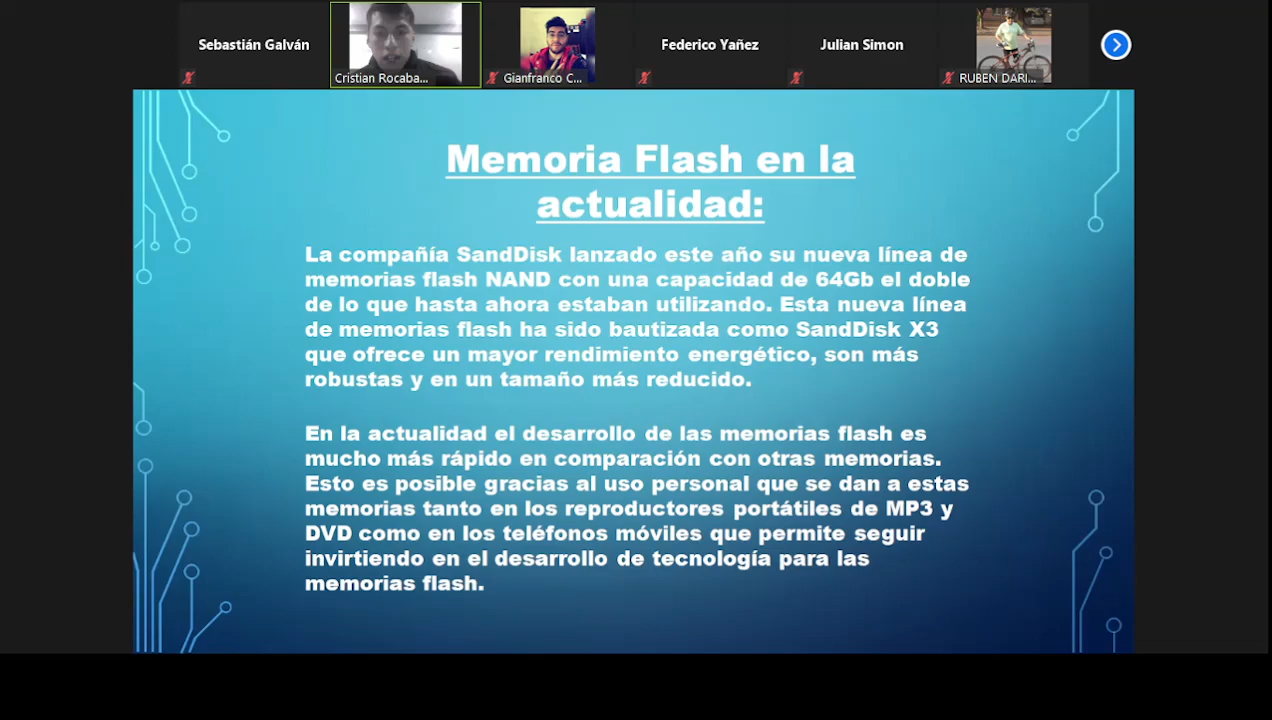 Sebastián Galván
Cristian Rocaba...
Gianfranco C...
Federico Yañez
Julian Simon
RUBEN DARI...
Memoria Flash en la
actualidad:
La compañía SandDisk lanzado este año su nueva línea de
memorias flash NAND con una capacidad de 64Gb el doble
de lo que hasta ahora estaban utilizando. Esta nueva línea
de memorias flash ha sido bautizada como SandDisk X3
que ofrece un mayor rendimiento energético, son más
robustas y en un tamaño más reducido.
En la actualidad el desarrollo de las memorias flash es
mucho más rápido en comparación con otras memorias.
Esto es posible gracias al uso personal que se dan a estas
memorias tanto en los reproductores portátiles de MP3 y
DVD como en los teléfonos móviles que permite seguir
invirtiendo en el desarrollo de tecnología para las
memorias flash.